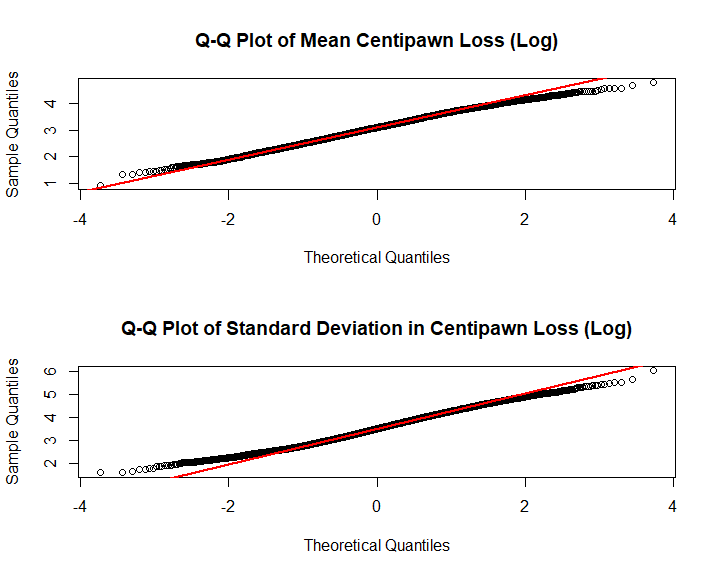 Q-Q Plot of Mean Centipawn Loss (Log)
Sample Quantiles
4
3
2
1
-4 -2 0 2 4
Theoretical Quantiles
Q-Q Plot of Standard Deviation in Centipawn Loss (Log)
Sample Quantiles
6
5
4
3
2
-4 -2 0 2 4
Theoretical Quantiles